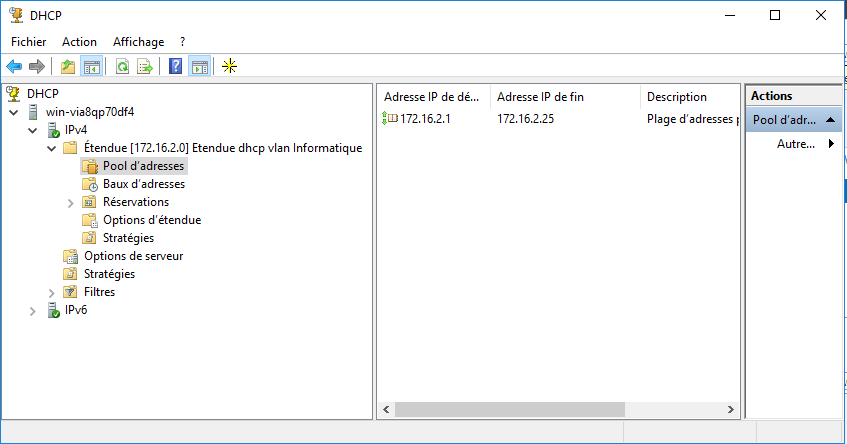 DHCP
Fichier Action Affichage ?
DHCP
win-via8qp70df4
IPv4
Étendue [172.16.2.0] Etendue dhcp vlan Informatique
Pool d'adresses
Baux d'adresses
Réservations
Options d'étendue
Stratégies
Options de serveur
Stratégies
Filtres
IPv6
Adresse IP de dé... Adresse IP de fin Description
172.16.2.1 172.16.2.25 Plage d'adresses p
Actions
Pool d'adr...
Autre...